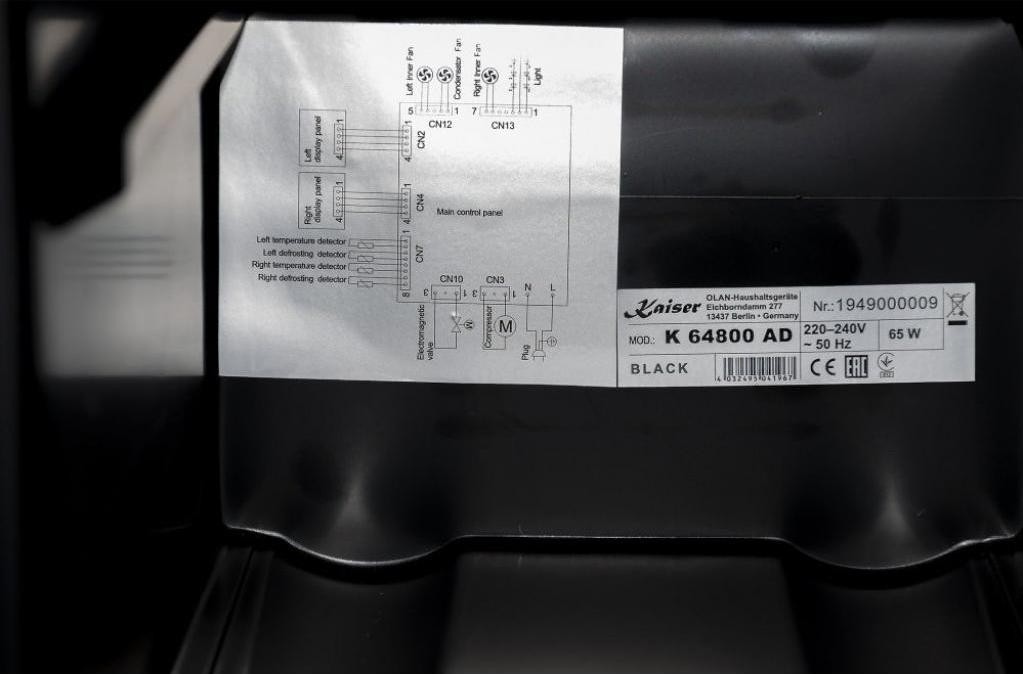 Left Inner Fan
Condensator Fan
Right Inner Fan
Light
5
1
7
1
CN12
CN13
Left
display panel
4
1
4
1
CN2
Right
display panel
4
1
4
1
CN4
Main control panel
Left temperature detector
Left defrosting detector
Right temperature detector
Right defrosting detector
1
8
CN7
CN10
CN3
N
L
3
1
3
1
Electromagnetic
valve
M
Compressor
M
Plug
Kaiser
OLAN-Haushaltsgeräte
Eichborndamm 277
13437 Berlin • Germany
Nr.:1949000009
MOD.: K 64800 AD
220–240V
~ 50 Hz
65 W
BLACK
4 032495 041967
CE
EAC